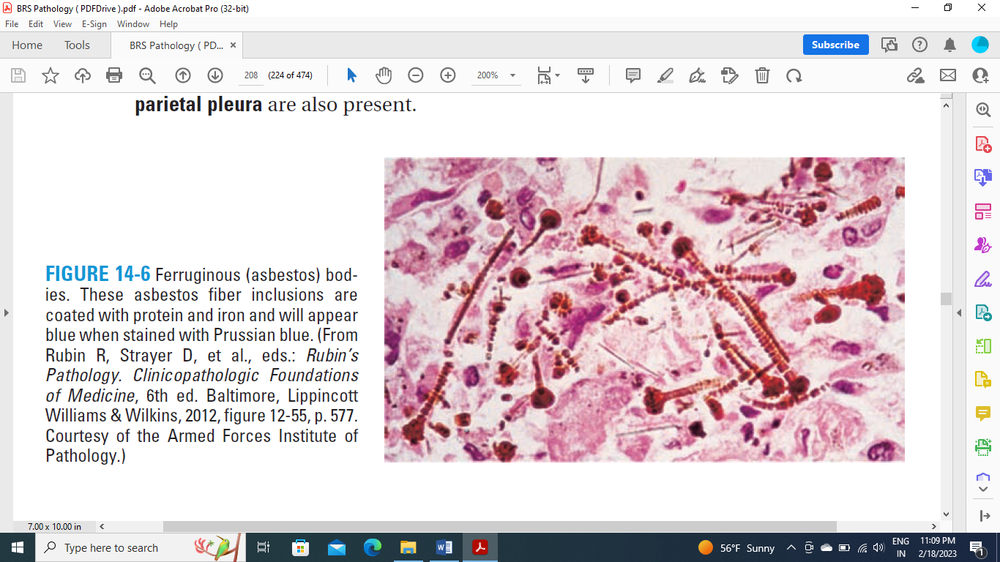 BRS Pathology ( PDFDrive ).pdf - Adobe Acrobat Pro (32-bit)
File Edit View E-Sign Window Help
Home Tools BRS Pathology ( PD... × Subscribe
208 (224 of 474) 200%
parietal pleura are also present.
FIGURE 14-6 Ferruginous (asbestos) bod-
ies. These asbestos fiber inclusions are
coated with protein and iron and will appear
blue when stained with Prussian blue. (From
Rubin R, Strayer D, et al., eds.: Rubin’s
Pathology. Clinicopathologic Foundations
of Medicine, 6th ed. Baltimore, Lippincott
Williams & Wilkins, 2012, figure 12-55, p. 577.
Courtesy of the Armed Forces Institute of
Pathology.)
7.00 x 10.00 in
Type here to search 56°F Sunny ENG 11:09 PM
IN 2/18/2023 1